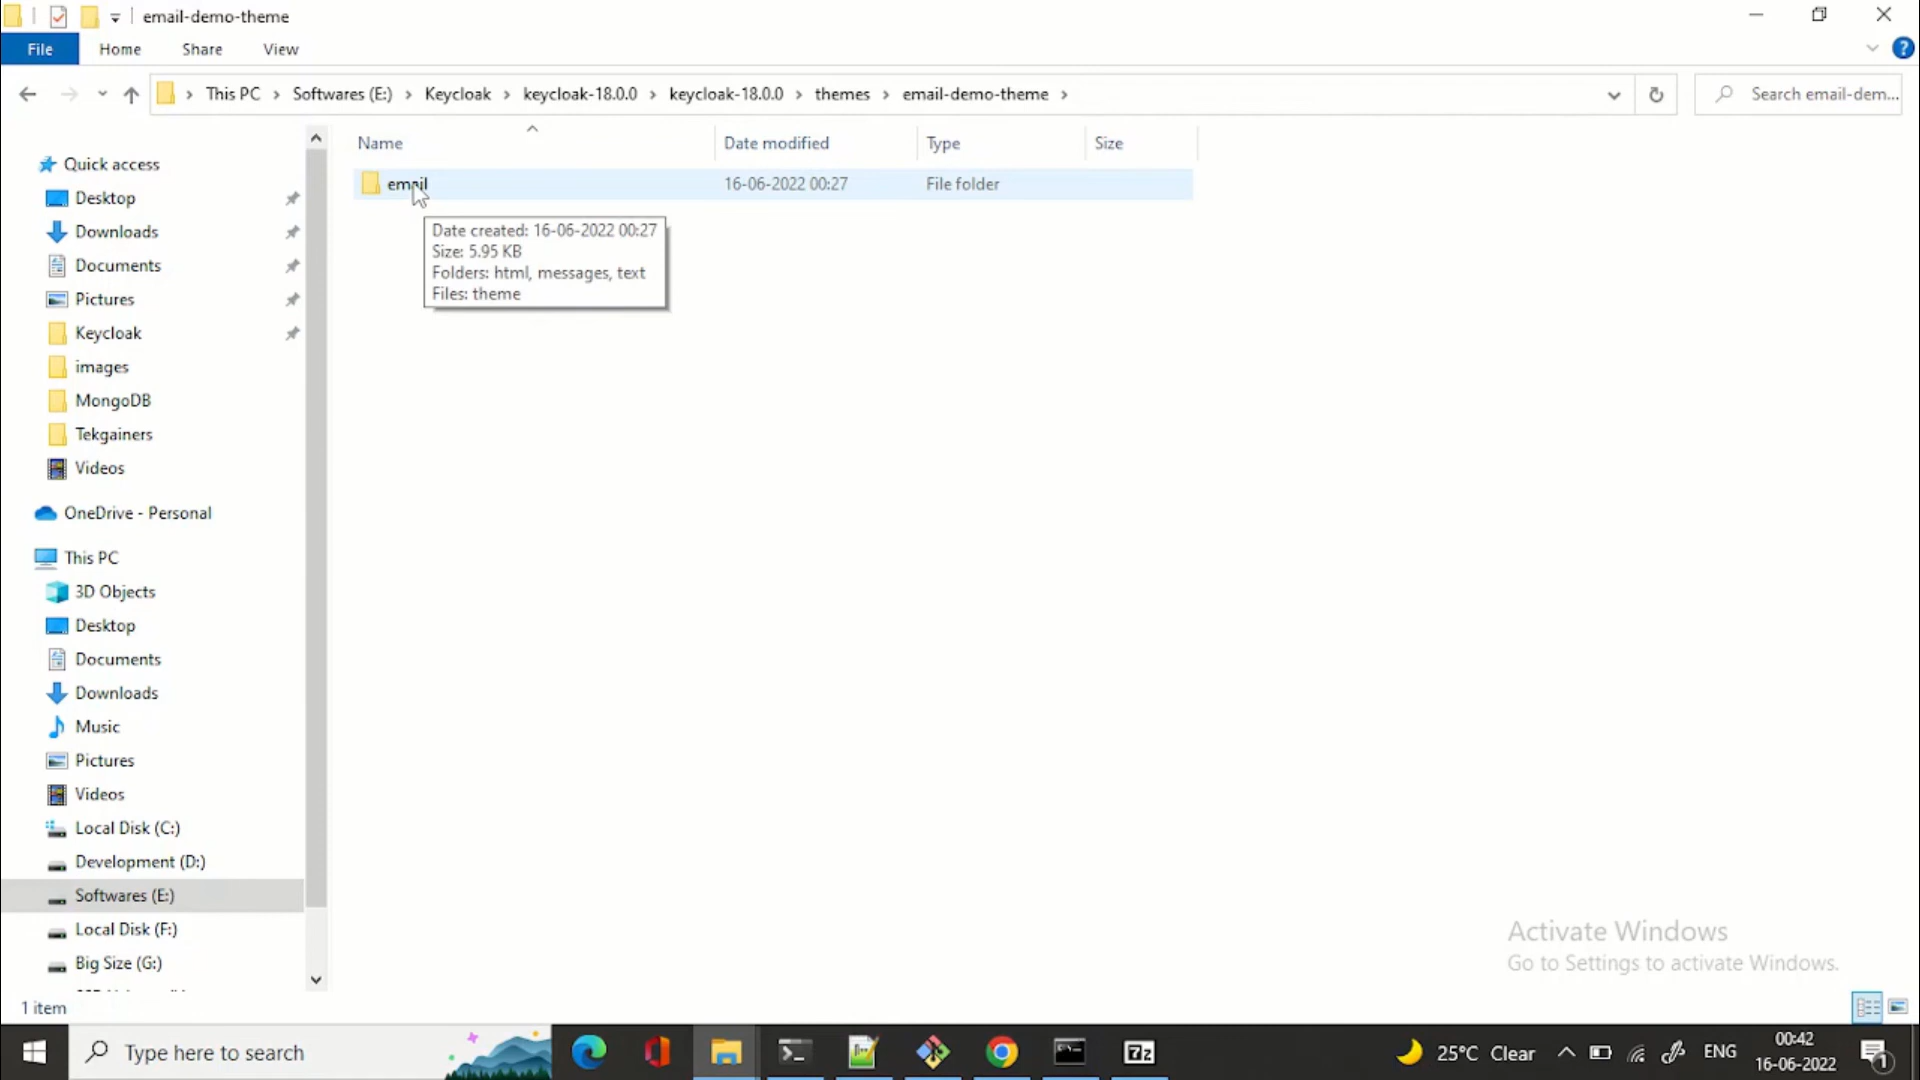 email-demo-theme
File Home Share View
This PC Softwares (E:) Keycloak keycloak-18.0.0 keycloak-18.0.0 themes email-demo-theme
Search email-dem...
Name Date modified Type Size
email 16-06-2022 00:27 File folder
Date created: 16-06-2022 00:27
Size: 5.95 KB
Folders: html, messages, text
Files: theme
Quick access
Desktop
Downloads
Documents
Pictures
Keycloak
images
MongoDB
Tekgainers
Videos
OneDrive - Personal
This PC
3D Objects
Desktop
Documents
Downloads
Music
Pictures
Videos
Local Disk (C:)
Development (D:)
Softwares (E:)
Local Disk (F:)
Big Size (G:)
Activate Windows
Go to Settings to activate Windows.
1 item
Type here to search
7z
25°C Clear
ENG
00:42
16-06-2022
1